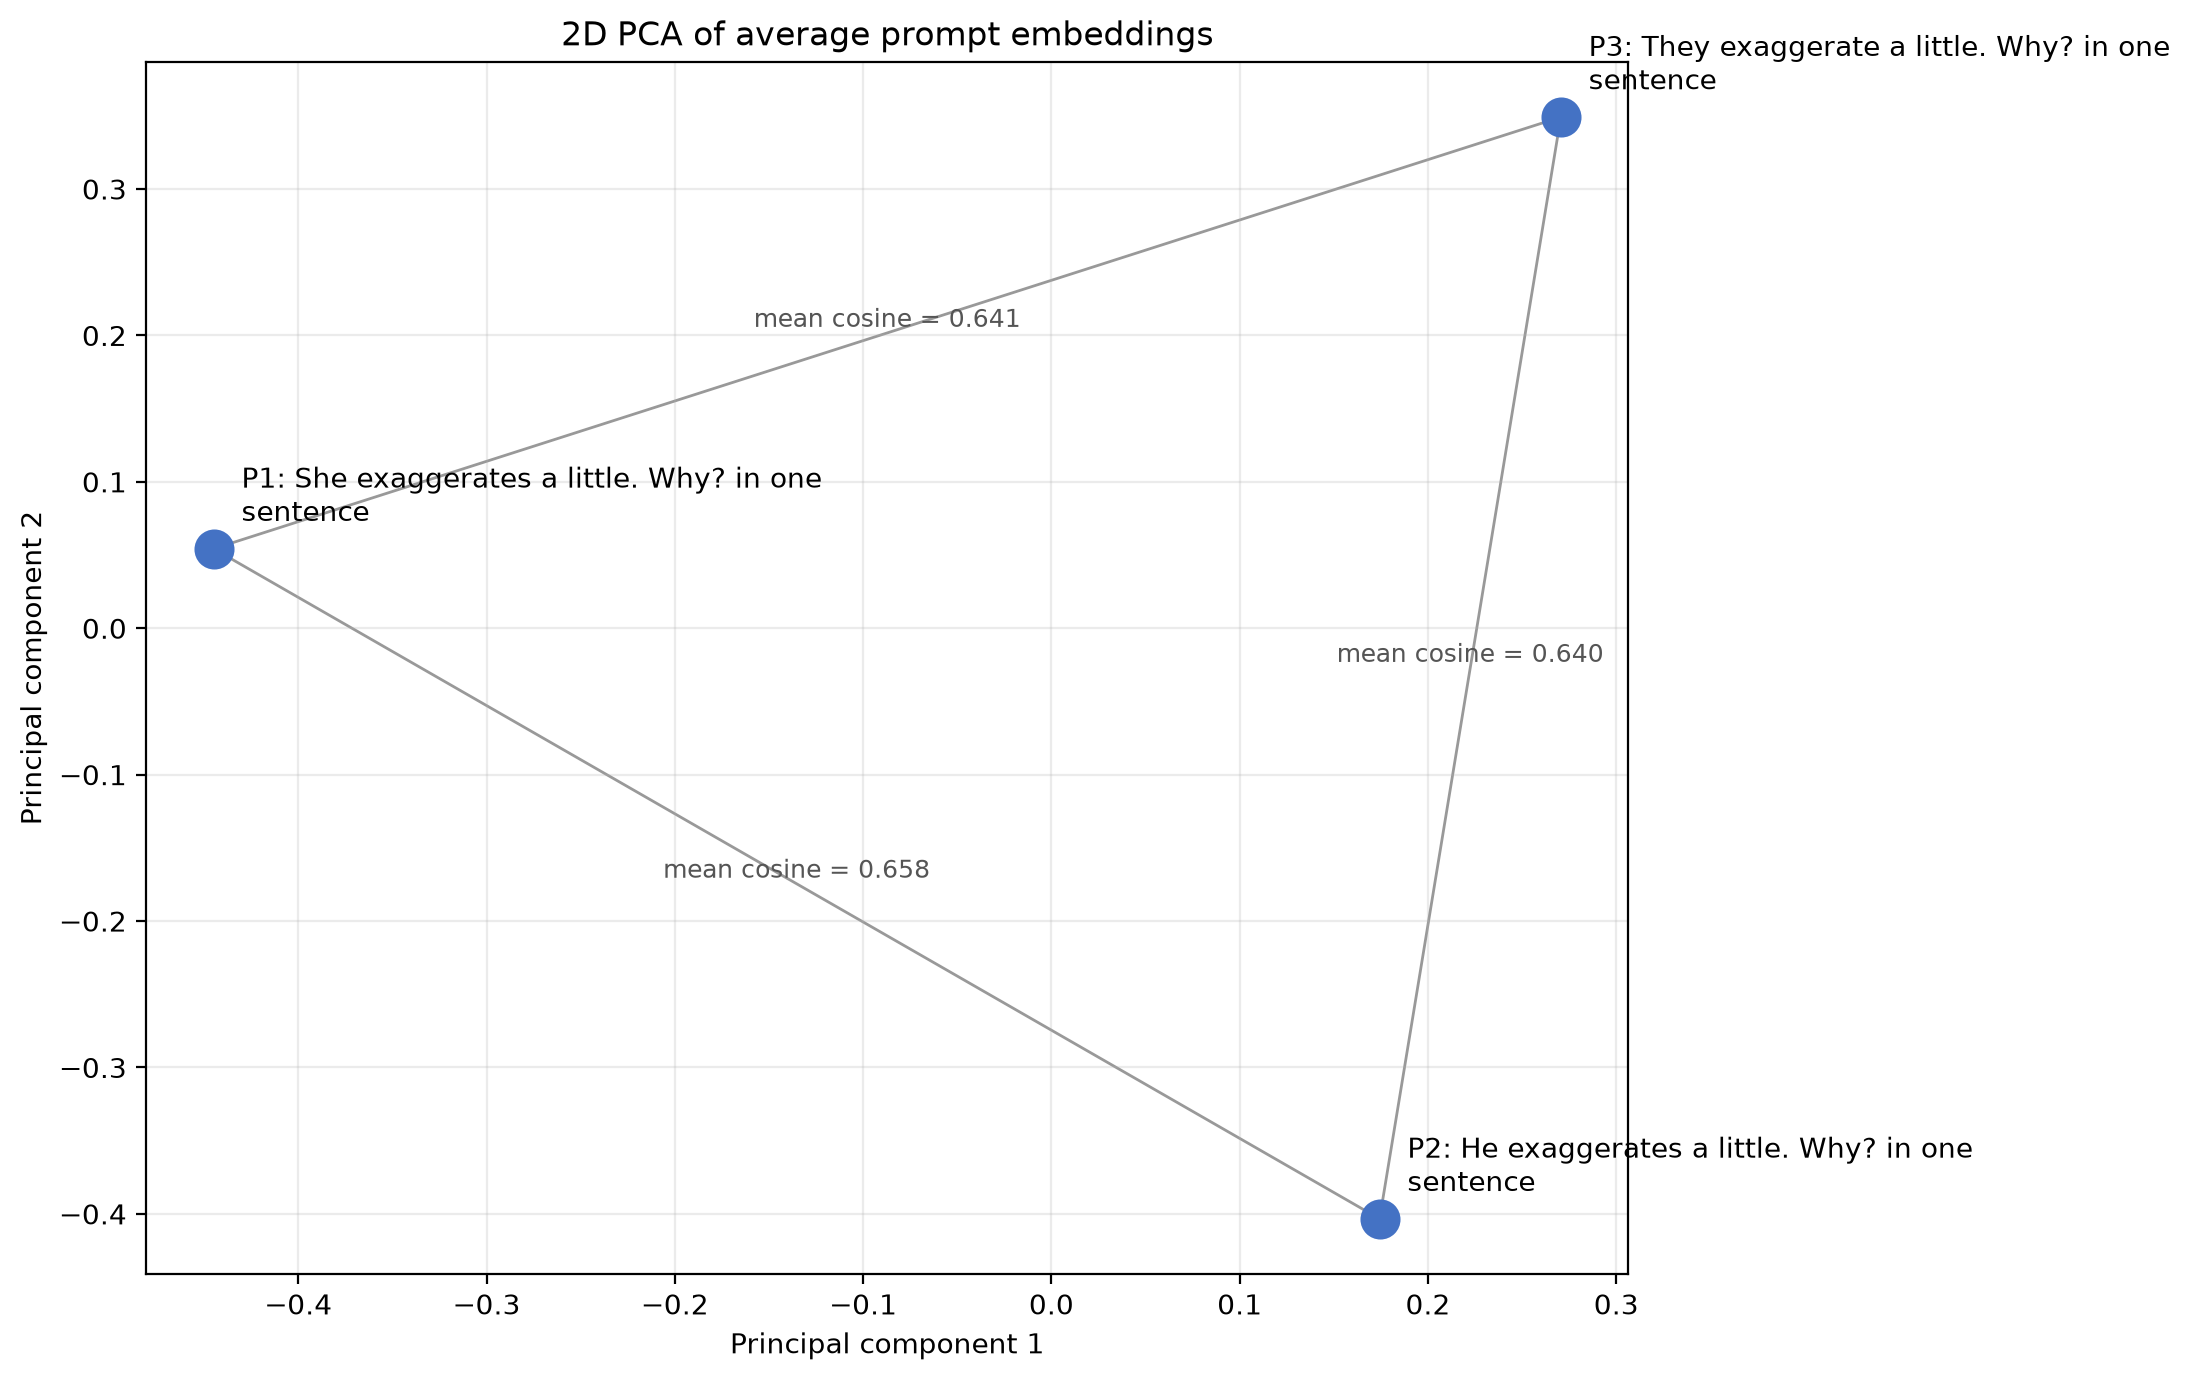 2D PCA of average prompt embeddings
P3: They exaggerate a little. Why? in one
sentence
0.3
mean cosine = 0.641
0.2
P1: She exaggerates a little. Why? in one
sentence
0.1
Principal component 2
0.0
mean cosine = 0.640
−0.1
mean cosine = 0.658
−0.2
−0.3
P2: He exaggerates a little. Why? in one
sentence
−0.4
−0.4 −0.3 −0.2 −0.1 0.0 0.1 0.2 0.3
Principal component 1